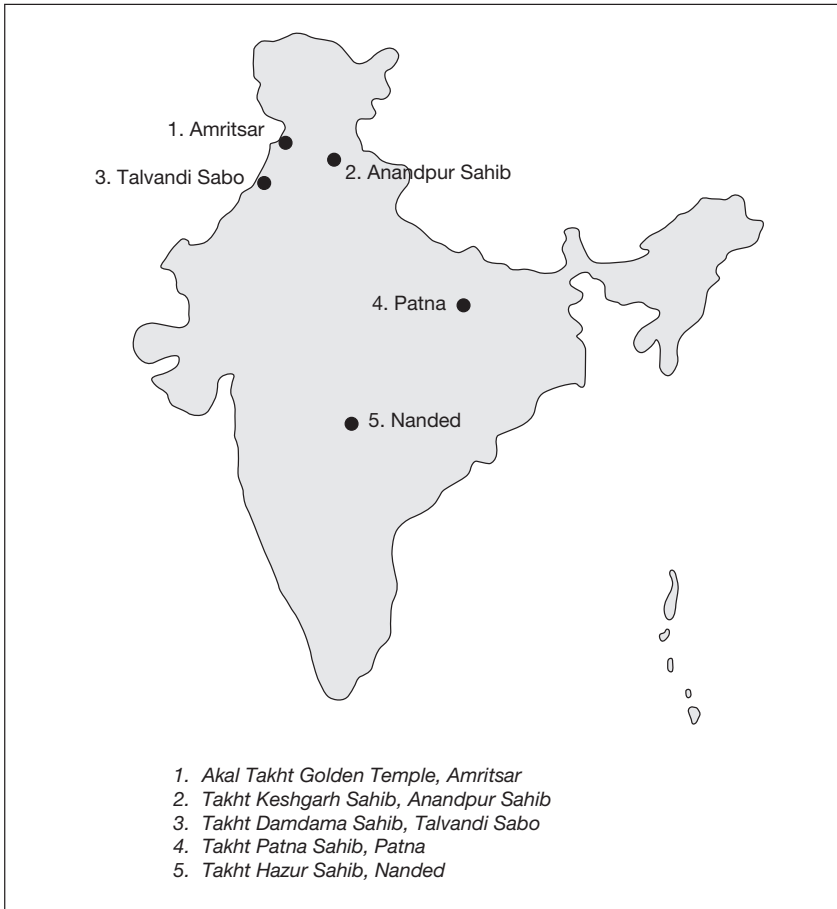 1. Amritsar
2. Anandpur Sahib
3. Talvandi Sabo
4. Patna
5. Nanded
1. Akal Takht Golden Temple, Amritsar
2. Takht Keshgarh Sahib, Anandpur Sahib
3. Takht Damdama Sahib, Talvandi Sabo
4. Takht Patna Sahib, Patna
5. Takht Hazur Sahib, Nanded